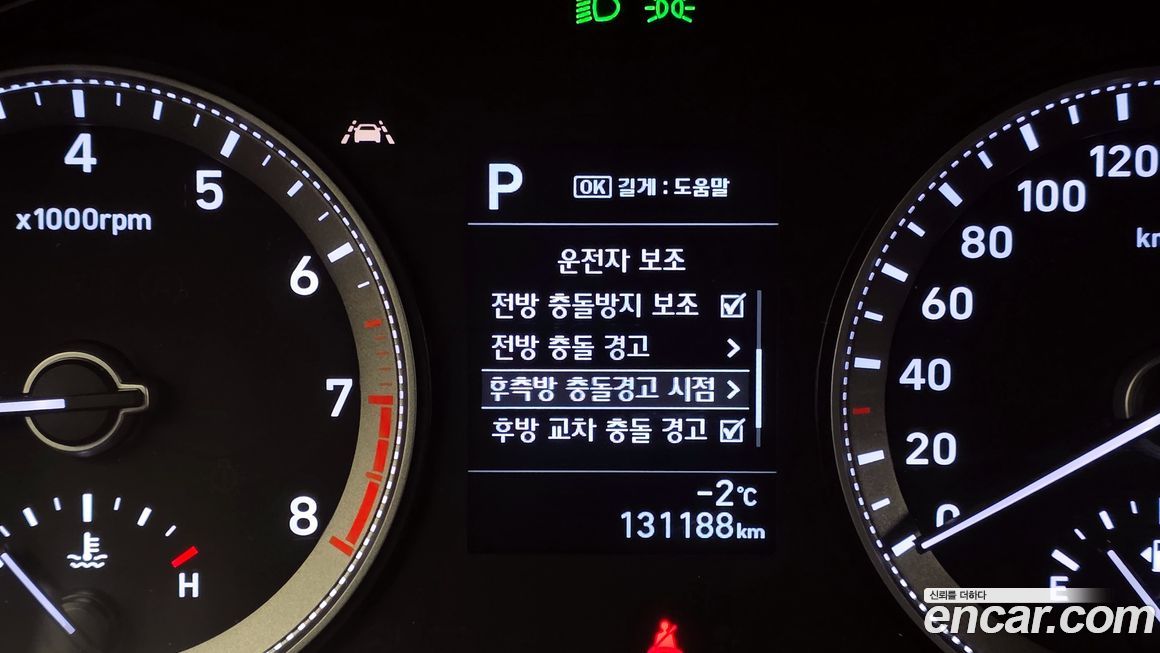 4
5
6
7
8
x1000rpm
H
P
OK 길게 : 도움말
운전자 보조
전방 충돌방지 보조
전방 충돌 경고 >
후측방 충돌경고 시점 >
후방 교차 충돌 경고
-2°C
131188km
120
100
80
60
40
20
0
E
신뢰를 더하다
encar.com